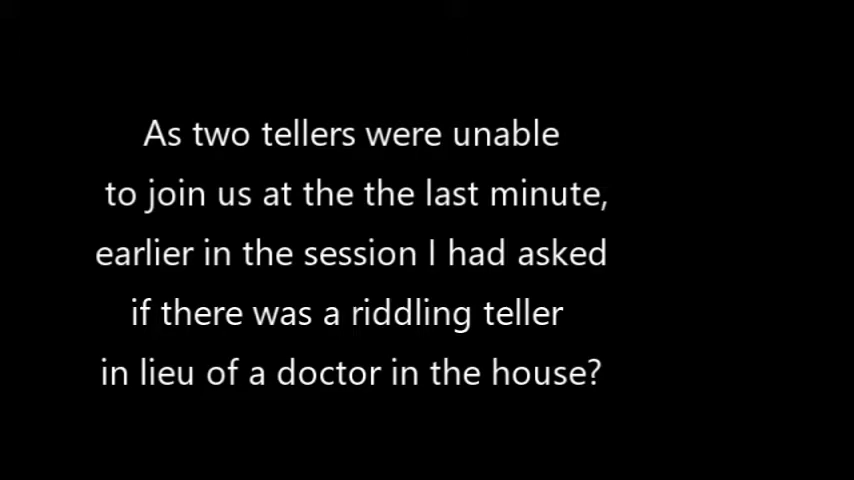 As two tellers were unable
to join us at the the last minute,
earlier in the session I had asked
if there was a riddling teller
in lieu of a doctor in the house?